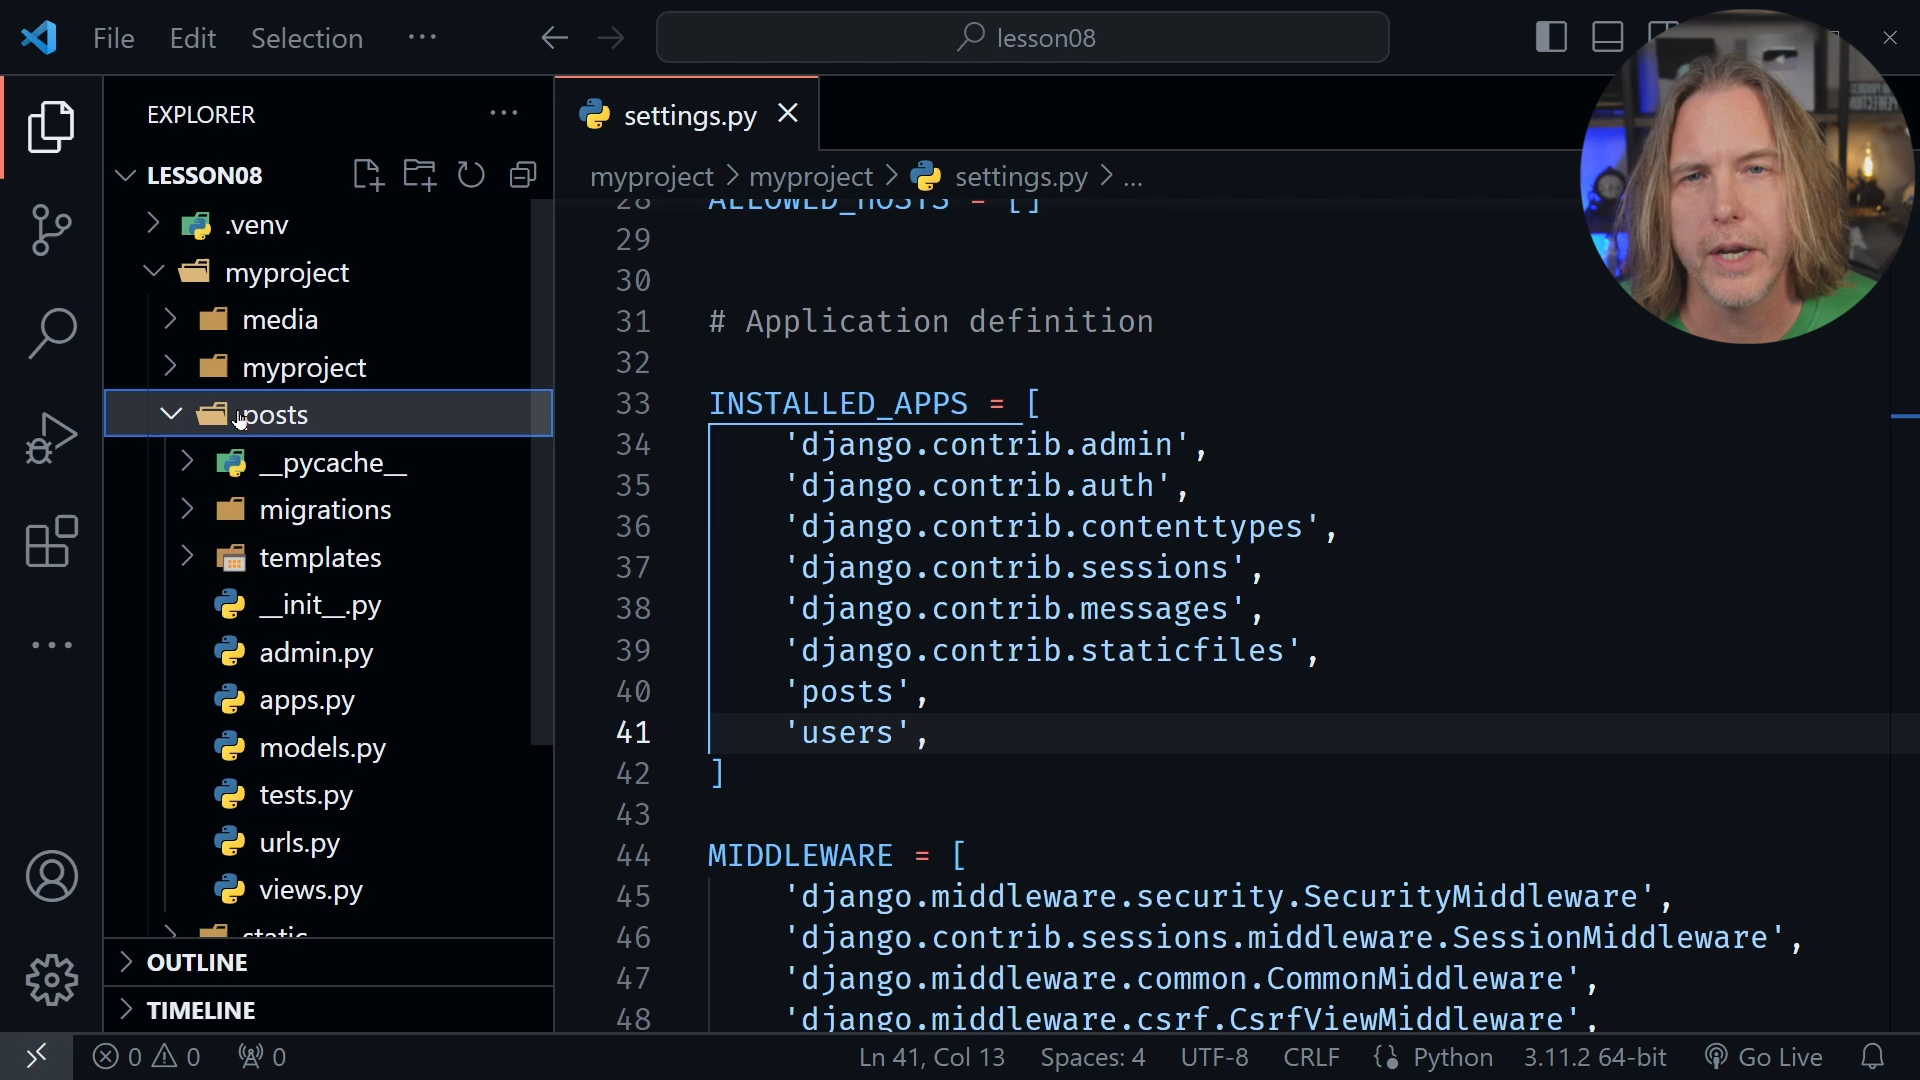 File Edit Selection ··· lesson08
EXPLORER ···
LESSON08
.venv
myproject
media
myproject
posts
__pycache__
migrations
templates
__init__.py
admin.py
apps.py
models.py
tests.py
urls.py
views.py
static
OUTLINE
TIMELINE
settings.py
myproject > myproject > settings.py > ...
28 ALLOWED_HOSTS = []
29
30
31 # Application definition
32
33 INSTALLED_APPS = [
34 'django.contrib.admin',
35 'django.contrib.auth',
36 'django.contrib.contenttypes',
37 'django.contrib.sessions',
38 'django.contrib.messages',
39 'django.contrib.staticfiles',
40 'posts',
41 'users',
42 ]
43
44 MIDDLEWARE = [
45 'django.middleware.security.SecurityMiddleware',
46 'django.contrib.sessions.middleware.SessionMiddleware',
47 'django.middleware.common.CommonMiddleware',
48 'django.middleware.csrf.CsrfViewMiddleware',
0 0 0 Ln 41, Col 13 Spaces: 4 UTF-8 CRLF Python 3.11.2 64-bit Go Live